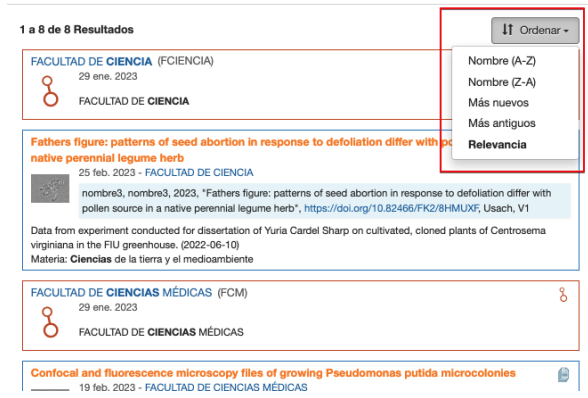 1 a 8 de 8 Resultados
Ordenar
Nombre (A-Z)
Nombre (Z-A)
Más nuevos
Más antiguos
Relevancia
FACULTAD DE CIENCIA (FCIENCIA)
29 ene. 2023
FACULTAD DE CIENCIA
Fathers figure: patterns of seed abortion in response to defoliation differ with
native perennial legume herb
25 feb. 2023 - FACULTAD DE CIENCIA
nombre3, nombre3, 2023, "Fathers figure: patterns of seed abortion in response to defoliation differ with
pollen source in a native perennial legume herb", https://doi.org/10.82466/FK2/8HMUXF, Usach, V1
Data from experiment conducted for dissertation of Yuria Cardel Sharp on cultivated, cloned plants of Centrosema
virginiana in the FIU greenhouse. (2022-06-10)
Materia: Ciencias de la tierra y el medioambiente
FACULTAD DE CIENCIAS MÉDICAS (FCM)
29 ene. 2023
FACULTAD DE CIENCIAS MÉDICAS
Confocal and fluorescence microscopy files of growing Pseudomonas putida microcolonies
19 feb. 2023 - FACULTAD DE CIENCIAS MÉDICAS